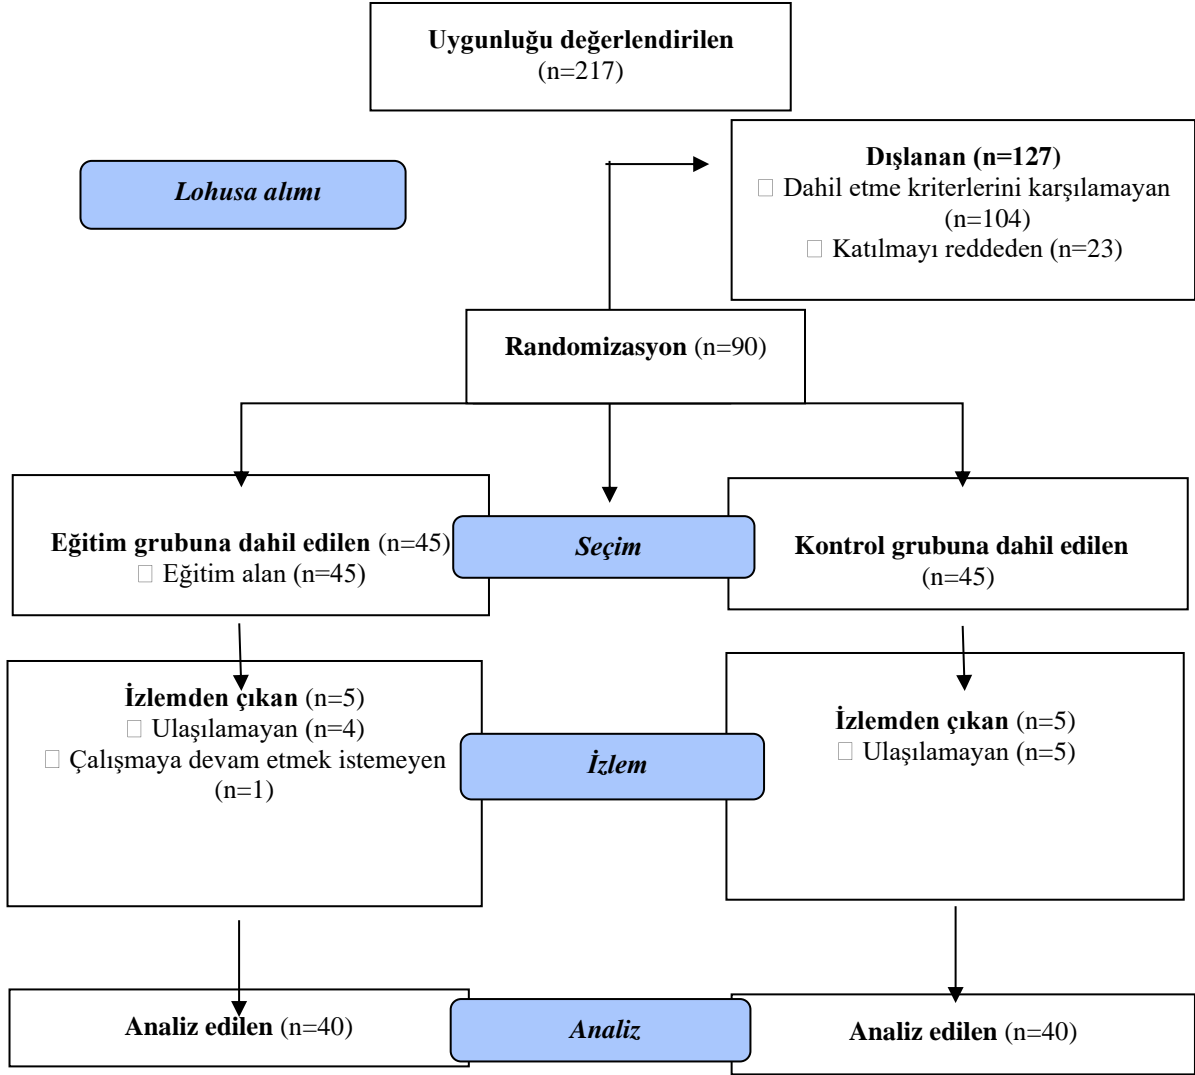 Uygunluğu değerlendirilen
(n=217)
Dışlanan (n=127)
□ Dahil etme kriterlerini karşılamayan
(n=104)
□ Katılmayı reddeden (n=23)
Lohusa alımı
Randomizasyon (n=90)
Eğitim grubuna dahil edilen (n=45)
□ Eğitim alan (n=45)
Seçim
Kontrol grubuna dahil edilen
(n=45)
İzlemden çıkan (n=5)
□ Ulaşılamayan (n=4)
□ Çalışmaya devam etmek istemeyen
(n=1)
İzlem
İzlemden çıkan (n=5)
□ Ulaşılamayan (n=5)
Analiz edilen (n=40)
Analiz
Analiz edilen (n=40)